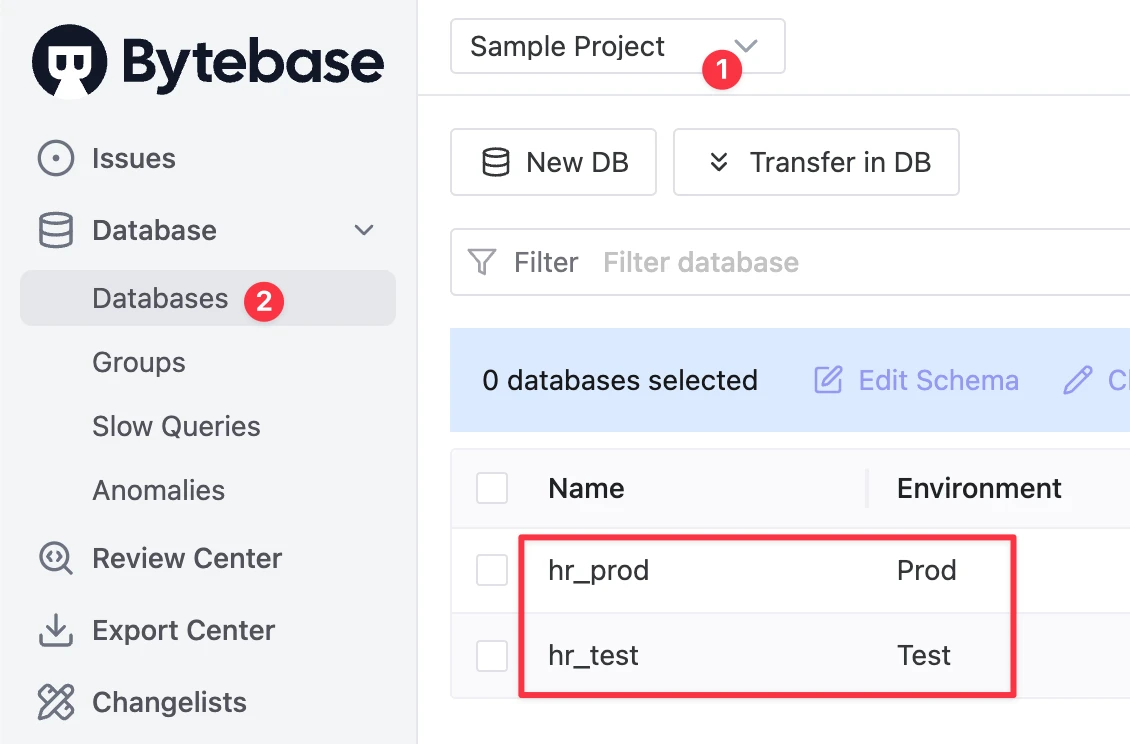 Bytebase
Issues
Database
Databases 2
Groups
Slow Queries
Anomalies
Review Center
Export Center
Changelists
Sample Project
1
New DB Transfer in DB
Filter Filter database
0 databases selected Edit Schema
Name Environment
hr_prod Prod
hr_test Test